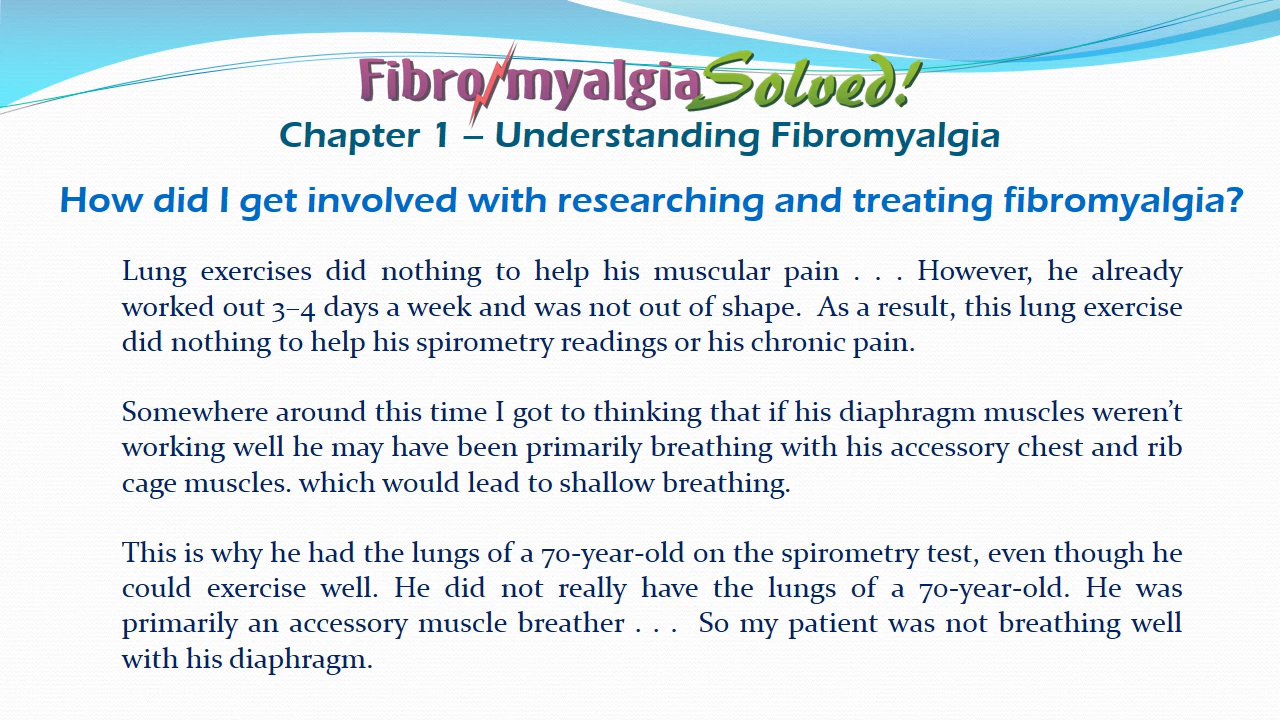 Fibromyalgia Solved!
Chapter 1 – Understanding Fibromyalgia
How did I get involved with researching and treating fibromyalgia?
Lung exercises did nothing to help his muscular pain . . . However, he already
worked out 3–4 days a week and was not out of shape.  As a result, this lung exercise
did nothing to help his spirometry readings or his chronic pain.
Somewhere around this time I got to thinking that if his diaphragm muscles weren’t
working well he may have been primarily breathing with his accessory chest and rib
cage muscles. which would lead to shallow breathing.
This is why he had the lungs of a 70-year-old on the spirometry test, even though he
could exercise well. He did not really have the lungs of a 70-year-old. He was
primarily an accessory muscle breather . . .  So my patient was not breathing well
with his diaphragm.